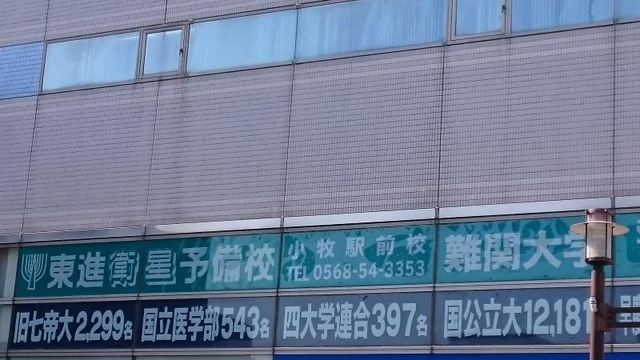 東進衛星予備校
小牧駅前校
TEL 0568-54-3353
難関大学
旧七帝大2,299名
国立医学部543名
四大学連合397名
国公立大12,181